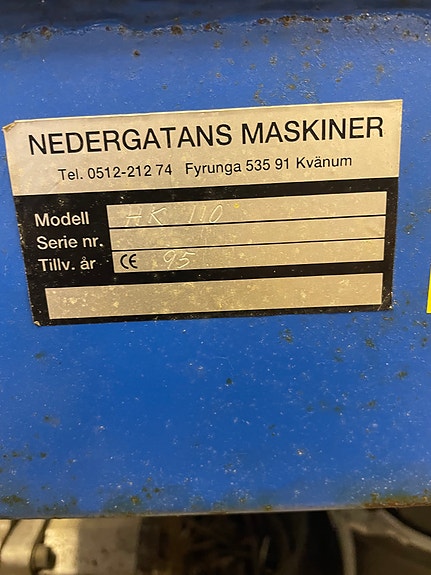 NEDERGATANS MASKINER
Tel. 0512-212 74 Fyrunga 535 91 Kvänum
Modell HK 110
Serie nr.
Tillv. år CE 95